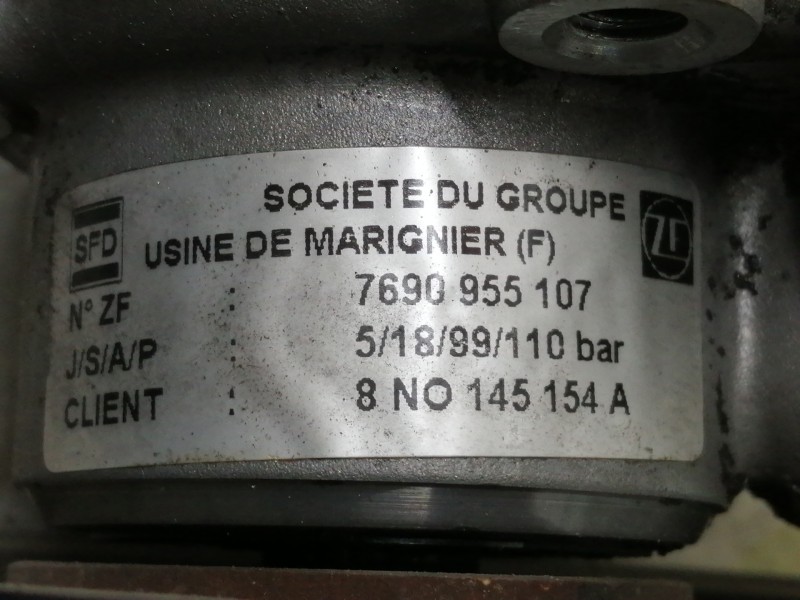 SFD
SOCIETE DU GROUPE
ZF
USINE DE MARIGNIER (F)
N° ZF : 7690 955 107
J/S/A/P : 5/18/99/110 bar
CLIENT : 8 NO 145 154 A